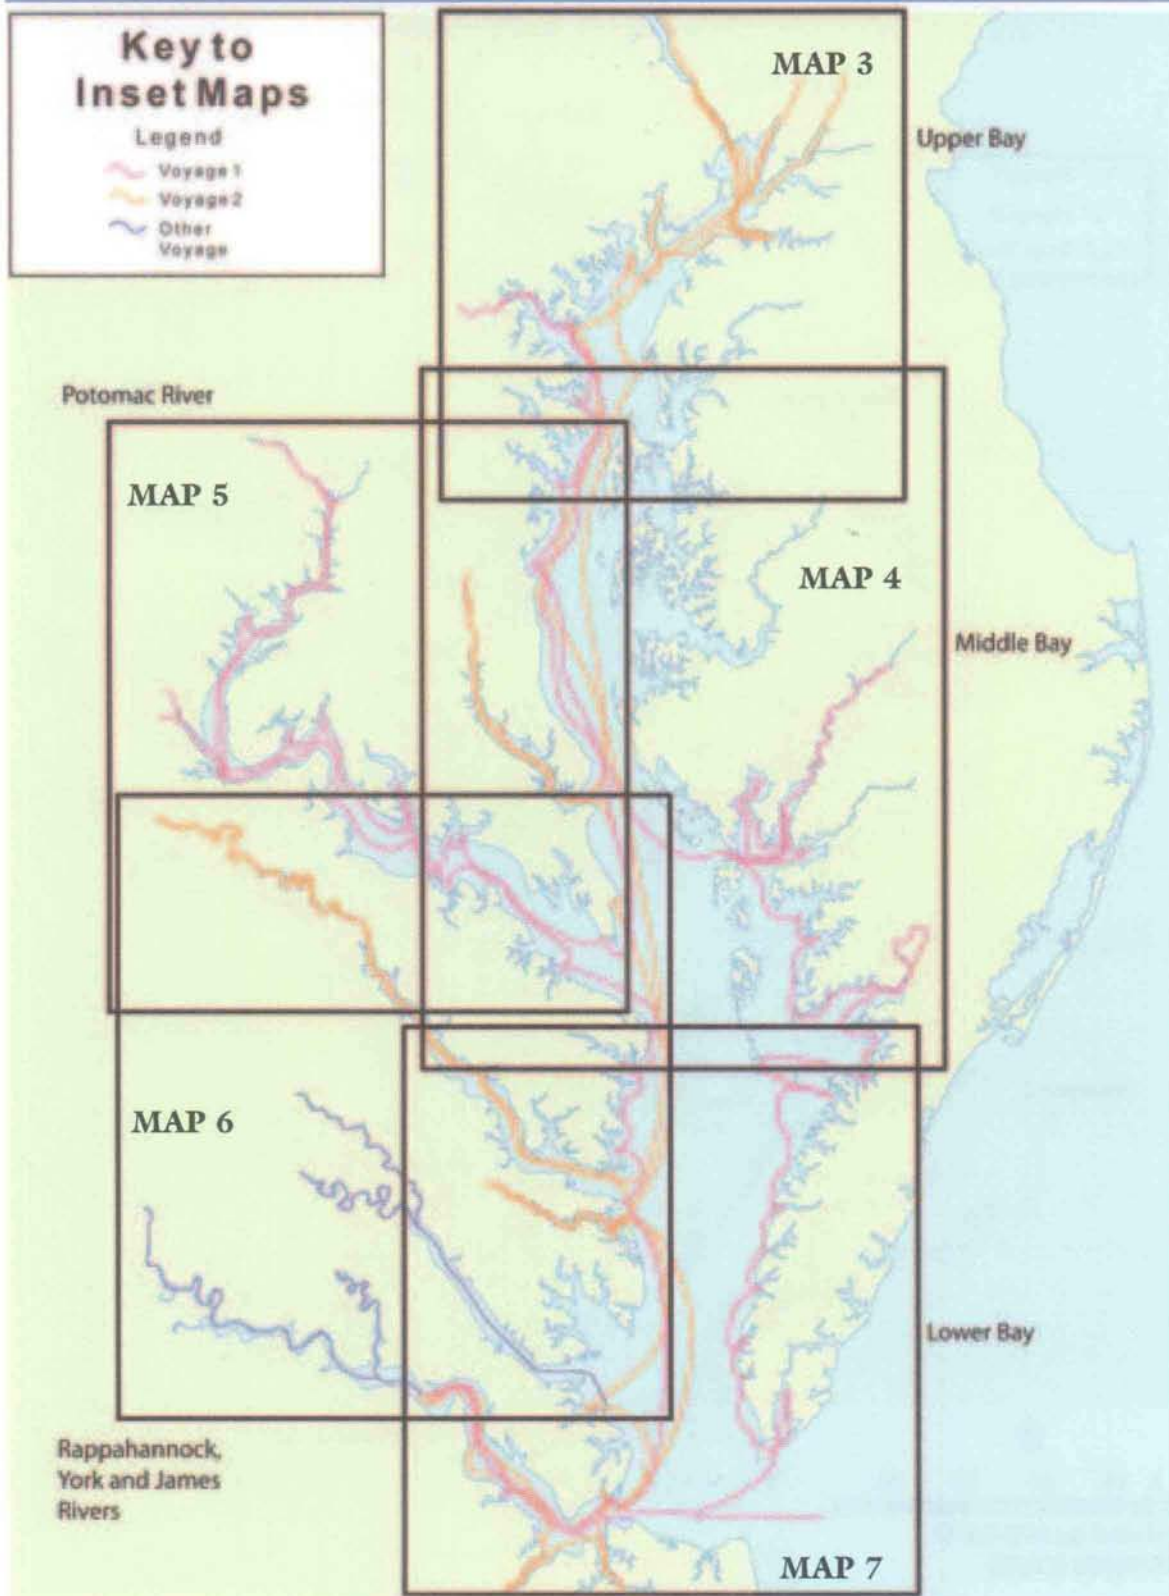 Key to
Inset Maps
Legend
Voyage 1
Voyage 2
Other
Voyage
MAP 3
Upper Bay
Potomac River
MAP 5
MAP 4
Middle Bay
MAP 6
Lower Bay
Rappahannock,
York and James
Rivers
MAP 7